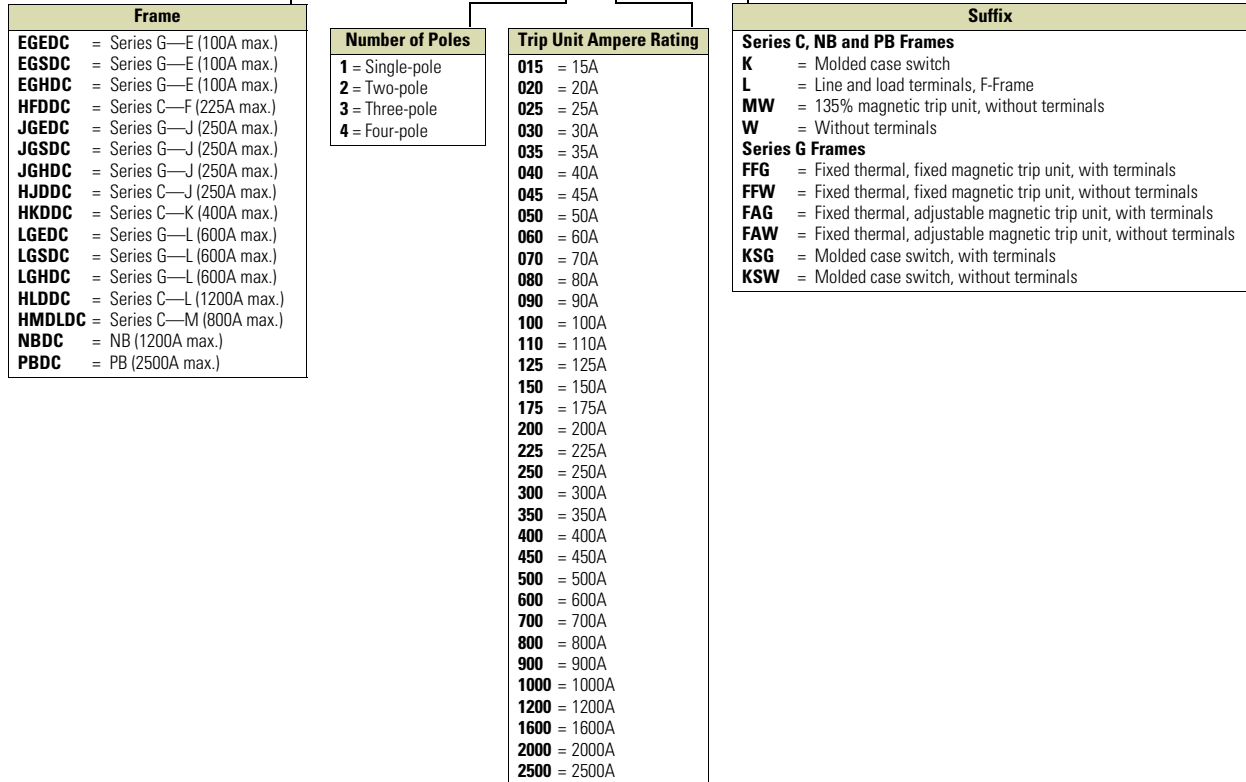 Frame
EGEDC = Series G—E (100A max.)
EGSDC = Series G—E (100A max.)
EGHDC = Series G—E (100A max.)
HFDDC = Series C—F (225A max.)
JGEDC = Series G—J (250A max.)
JGSDC = Series G—J (250A max.)
JGHDC = Series G—J (250A max.)
HJDDC = Series C—J (250A max.)
HKDDC = Series C—K (400A max.)
LGEDC = Series G—L (600A max.)
LGSDC = Series G—L (600A max.)
LGHDC = Series G—L (600A max.)
HLDDC = Series C—L (1200A max.)
HMDLDC = Series C—M (800A max.)
NBDC = NB (1200A max.)
PBDC = PB (2500A max.)
Number of Poles
1 = Single-pole
2 = Two-pole
3 = Three-pole
4 = Four-pole
Trip Unit Ampere Rating
015 = 15A
020 = 20A
025 = 25A
030 = 30A
035 = 35A
040 = 40A
045 = 45A
050 = 50A
060 = 60A
070 = 70A
080 = 80A
090 = 90A
100 = 100A
110 = 110A
125 = 125A
150 = 150A
175 = 175A
200 = 200A
225 = 225A
250 = 250A
300 = 300A
350 = 350A
400 = 400A
450 = 450A
500 = 500A
600 = 600A
700 = 700A
800 = 800A
900 = 900A
1000 = 1000A
1200 = 1200A
1600 = 1600A
2000 = 2000A
2500 = 2500A
Suffix
Series C, NB and PB Frames
K = Molded case switch
L = Line and load terminals, F-Frame
MW = 135% magnetic trip unit, without terminals
W = Without terminals
Series G Frames
FFG = Fixed thermal, fixed magnetic trip unit, with terminals
FFW = Fixed thermal, fixed magnetic trip unit, without terminals
FAG = Fixed thermal, adjustable magnetic trip unit, with terminals
FAW = Fixed thermal, adjustable magnetic trip unit, without terminals
KSG = Molded case switch, with terminals
KSW = Molded case switch, without terminals